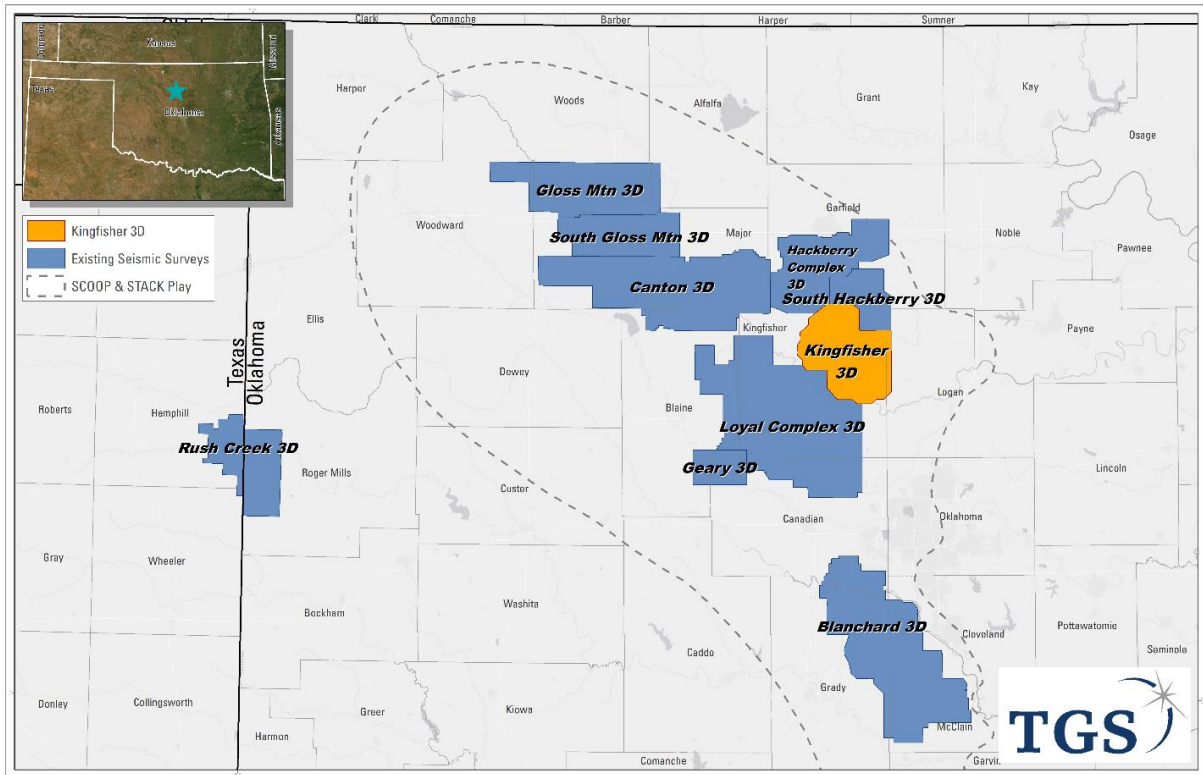 Clark
Comanche
Barber
Harper
Sumner
Colorado
Kansas
Missouri
Texas
Oklahoma
Arkansas
Kingfisher 3D
Existing Seismic Surveys
SCOOP & STACK Play
Harper
Woods
Alfalfa
Grant
Kay
Osage
Gloss Mtn 3D
Woodward
South Gloss Mtn 3D
Major
Garfield
Noble
Pawnee
Hackberry
Complex
3D
Canton 3D
South Hackberry 3D
Ellis
Kingfisher
Kingfisher
3D
Payne
Texas
Oklahoma
Dewey
Blaine
Logan
Roberts
Hemphill
Loyal Complex 3D
Rush Creek 3D
Roger Mills
Geary 3D
Lincoln
Custer
Canadian
Oklahoma
Gray
Wheeler
Beckham
Washita
Blanchard 3D
Cleveland
Pottawatomie
Caddo
Seminole
Grady
Donley
Collingsworth
Greer
Kiowa
McClain
Harmon
Comanche
Garvin
TGS